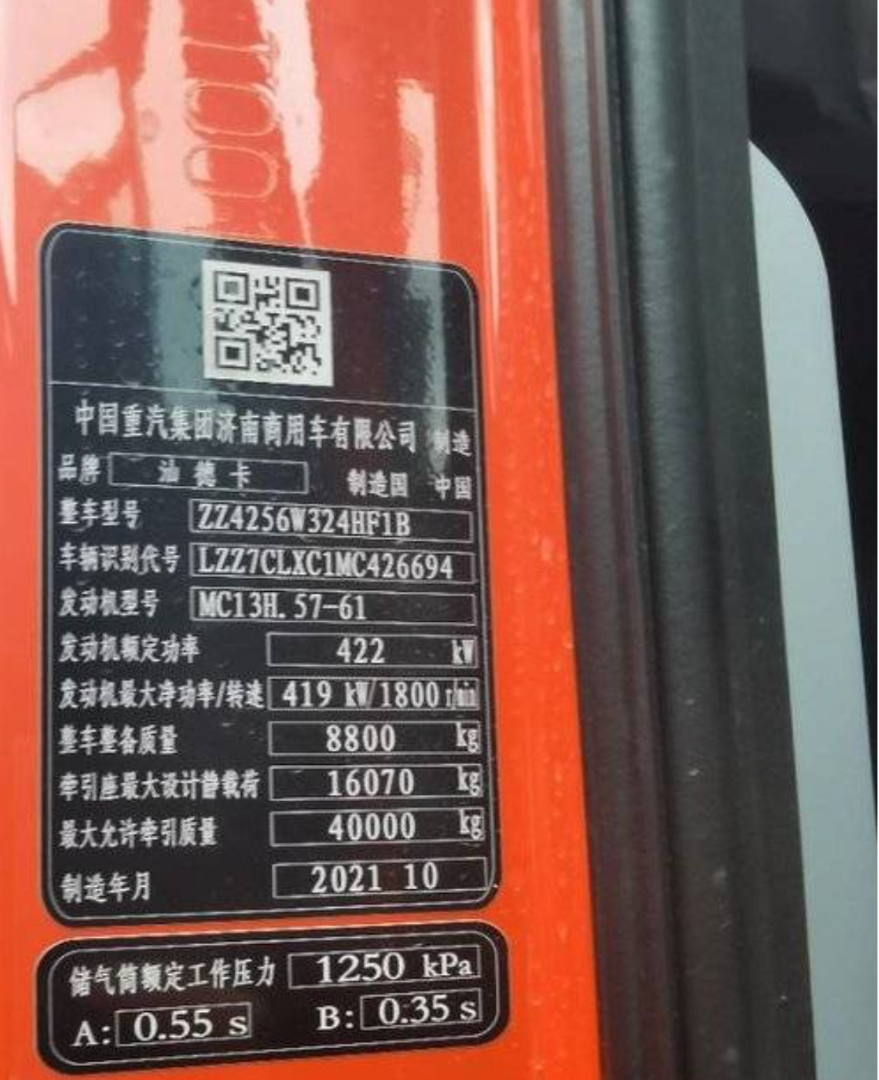 中国重汽集团济南商用车有限公司 制造
品牌 汕德卡 制造国 中国
整车型号 ZZ4256W324HF1B
车辆识别代号 LZZ7CLXC1MC426694
发动机型号 MC13H.57-61
发动机额定功率 422 kW
发动机最大净功率/转速 419 kW/1800 r/min
整车整备质量 8800 kg
牵引座最大设计静载荷 16070 kg
最大允许牵引质量 40000 kg
制造年月 2021 10
储气筒额定工作压力 1250 kPa
A: 0.55 s B: 0.35 s